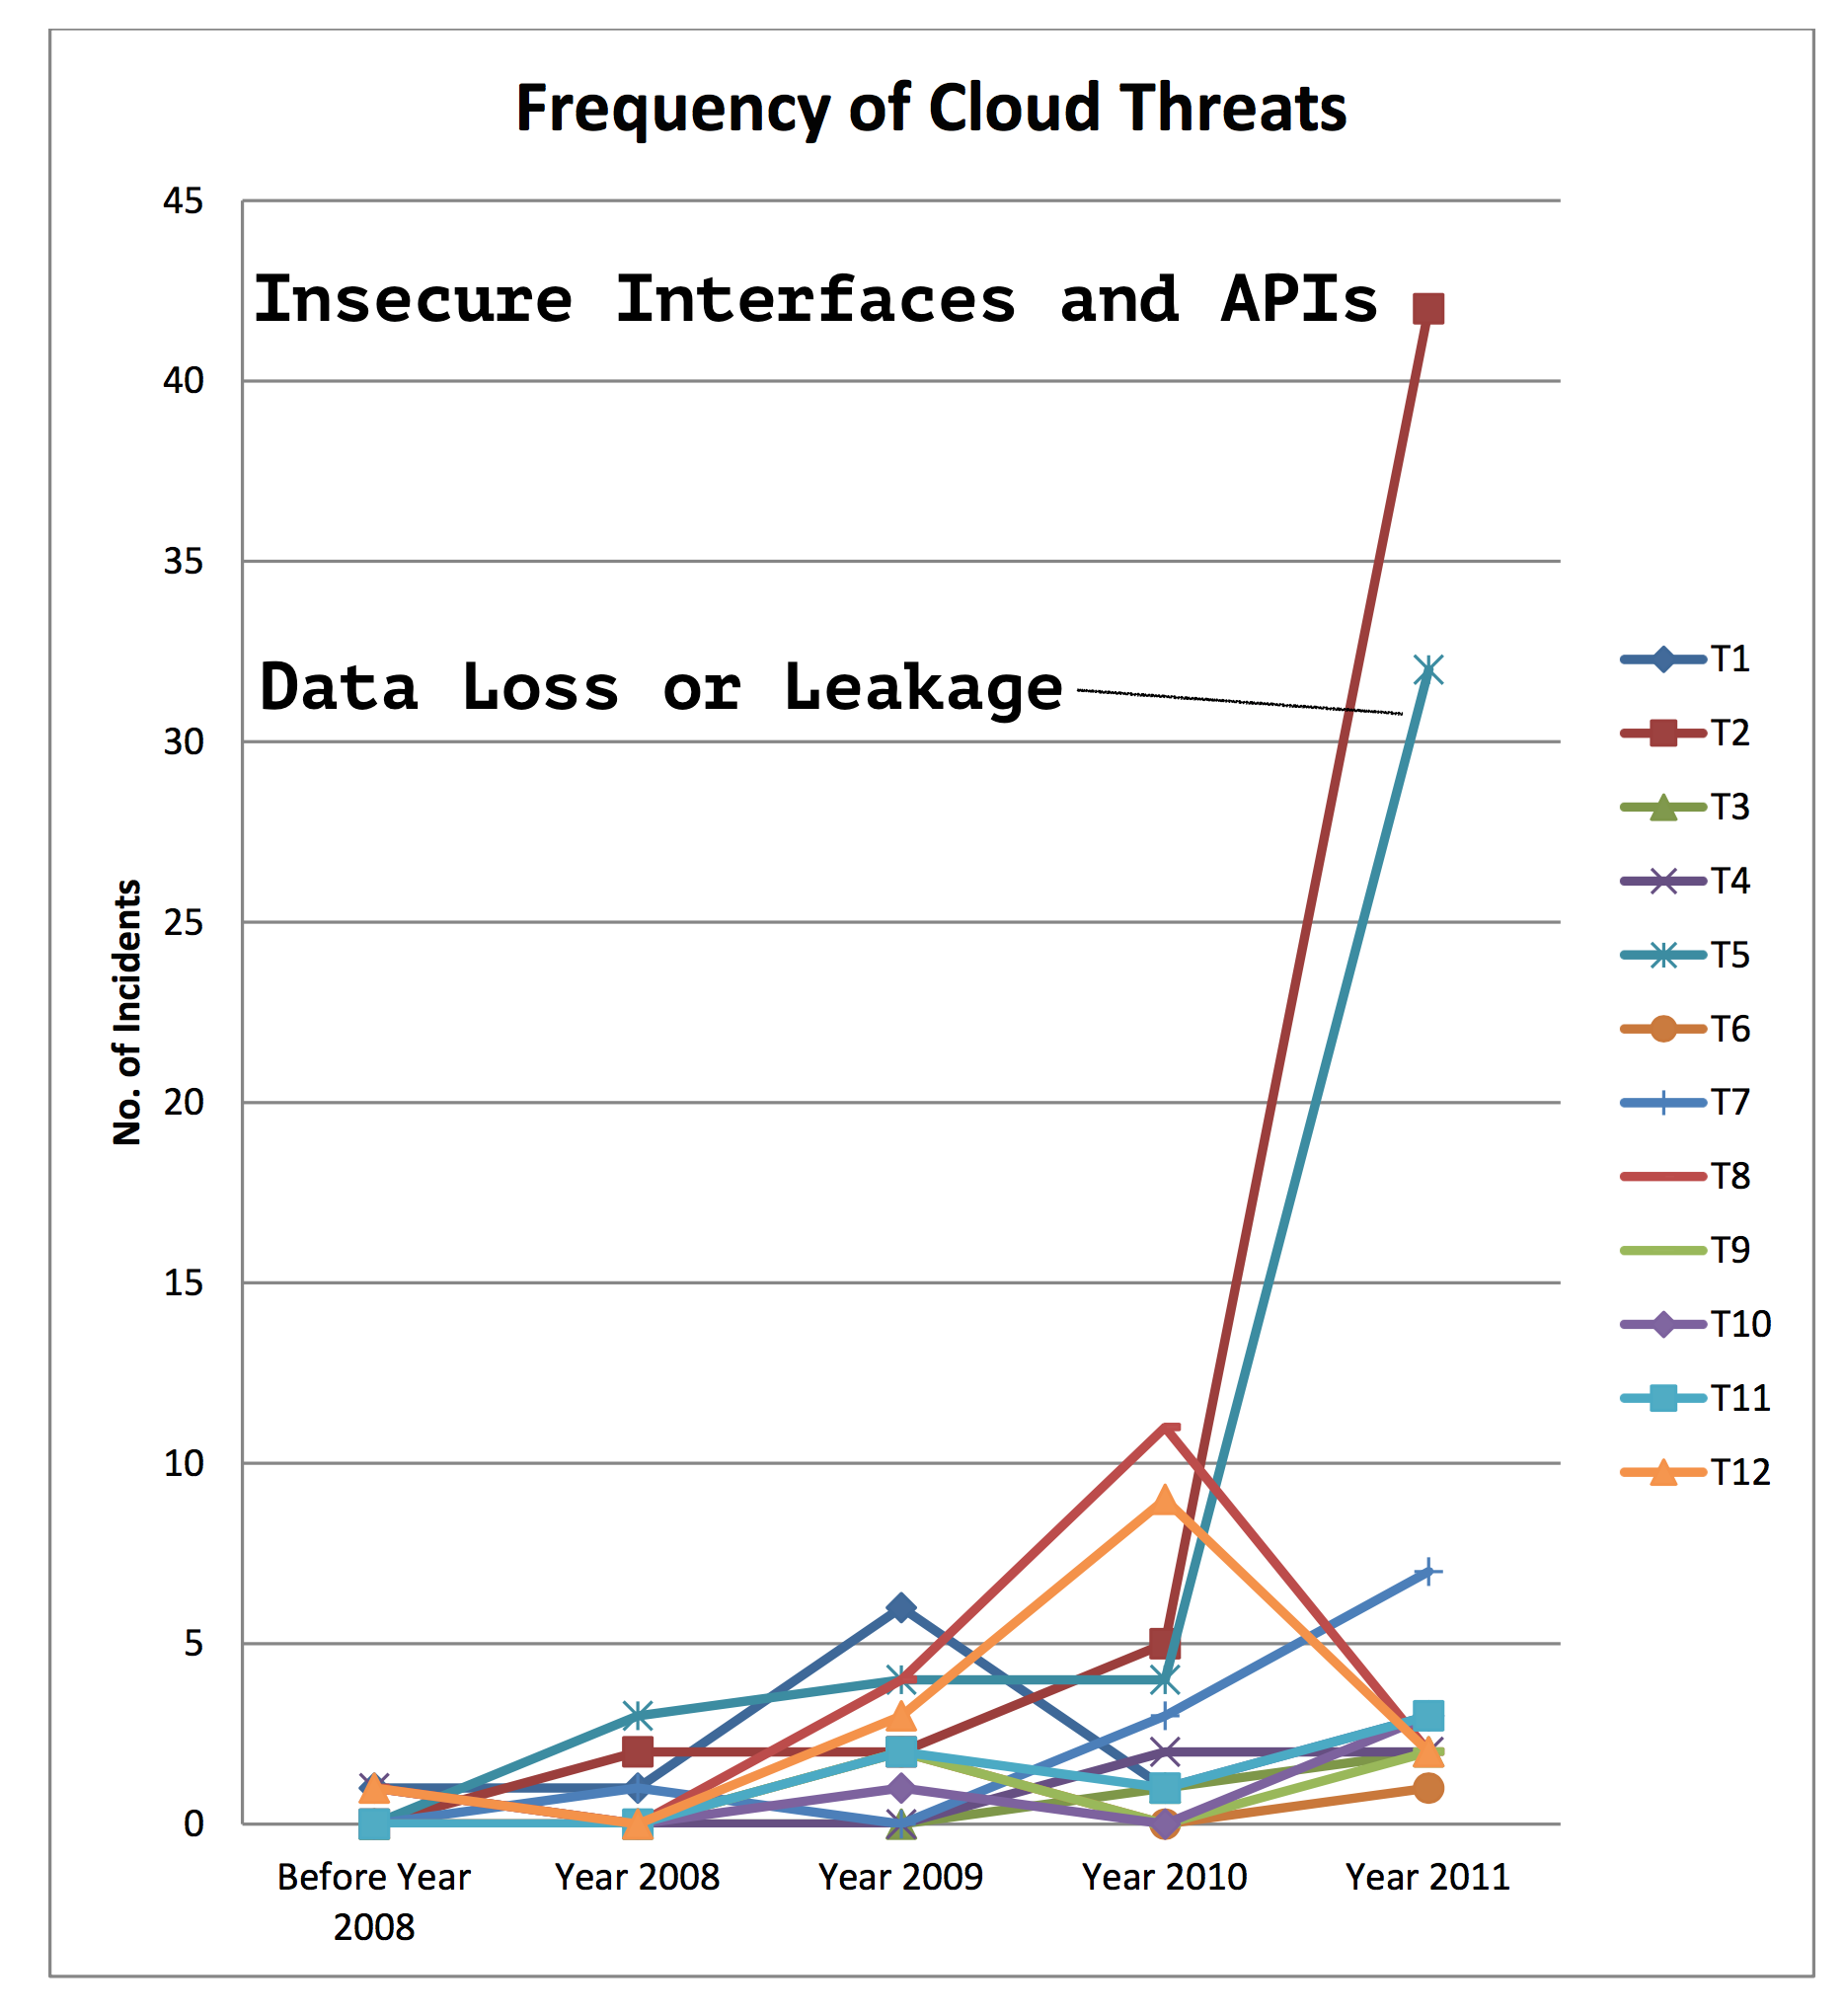 Frequency of Cloud Threats
45
Insecure Interfaces and APIs
40
35
Data Loss or Leakage
30
25
20
15
10
5
0
No. of Incidents
Before Year
2008
Year 2008
Year 2009
Year 2010
Year 2011
T1
T2
T3
T4
T5
T6
T7
T8
T9
T10
T11
T12